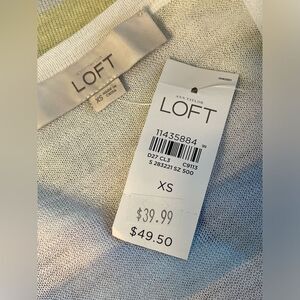 LOFT
XS
ANN TAYLOR
LOFT
11435884
D27 CL3 C9113
S 283221 SZ 500
XS
$39.99
$49.50